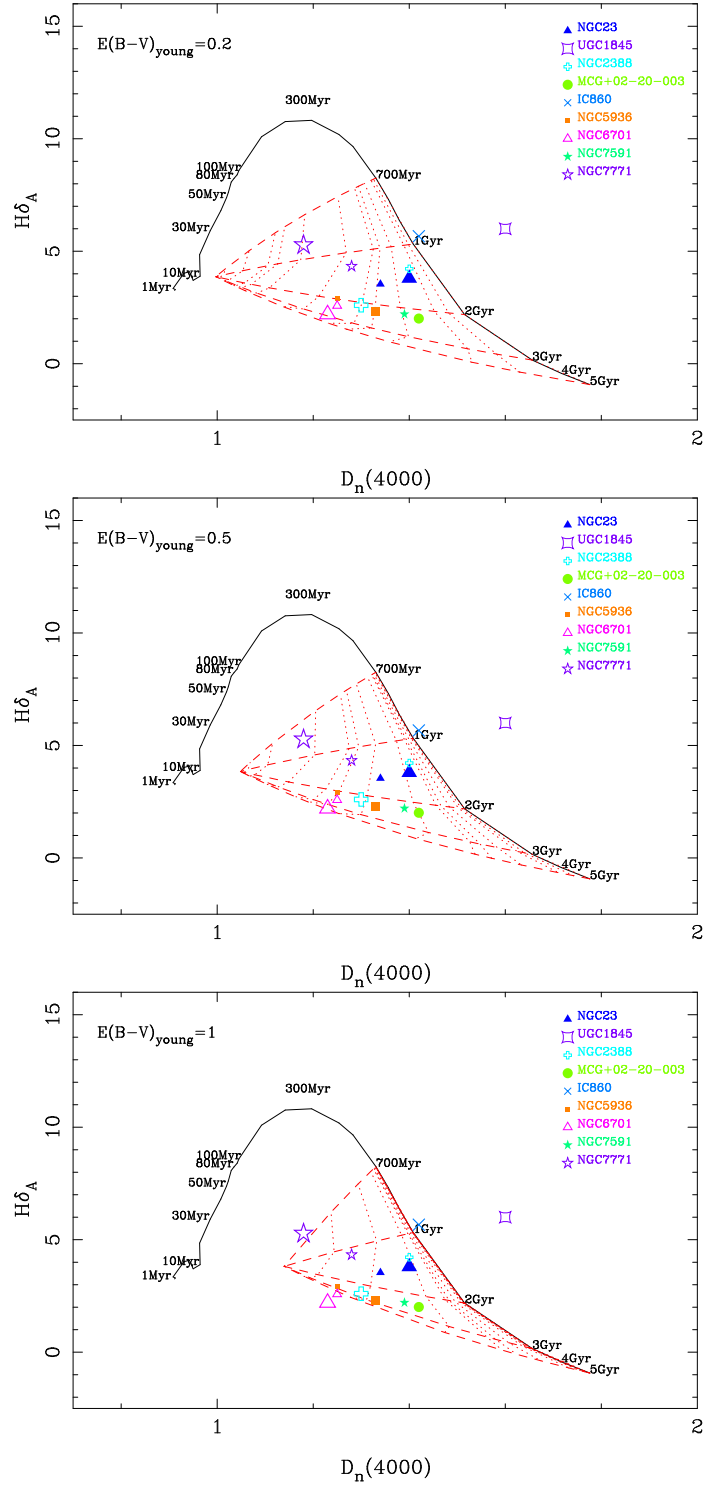 E(B−V)young=0.2
NGC23
UGC1845
NGC2388
MCG+02−20−003
IC860
NGC5936
NGC6701
NGC7591
NGC7771
15
10
5
0
HδA
300Myr
100Myr
80Myr
50Myr
30Myr
10Myr
1Myr
700Myr
1Gyr
2Gyr
3Gyr
4Gyr
5Gyr
1
2
Dn(4000)
E(B−V)young=0.5
NGC23
UGC1845
NGC2388
MCG+02−20−003
IC860
NGC5936
NGC6701
NGC7591
NGC7771
15
10
5
0
HδA
300Myr
100Myr
80Myr
50Myr
30Myr
10Myr
1Myr
700Myr
1Gyr
2Gyr
3Gyr
4Gyr
5Gyr
1
2
Dn(4000)
E(B−V)young=1
NGC23
UGC1845
NGC2388
MCG+02−20−003
IC860
NGC5936
NGC6701
NGC7591
NGC7771
15
10
5
0
HδA
300Myr
100Myr
80Myr
50Myr
30Myr
10Myr
1Myr
700Myr
1Gyr
2Gyr
3Gyr
4Gyr
5Gyr
1
2
Dn(4000)